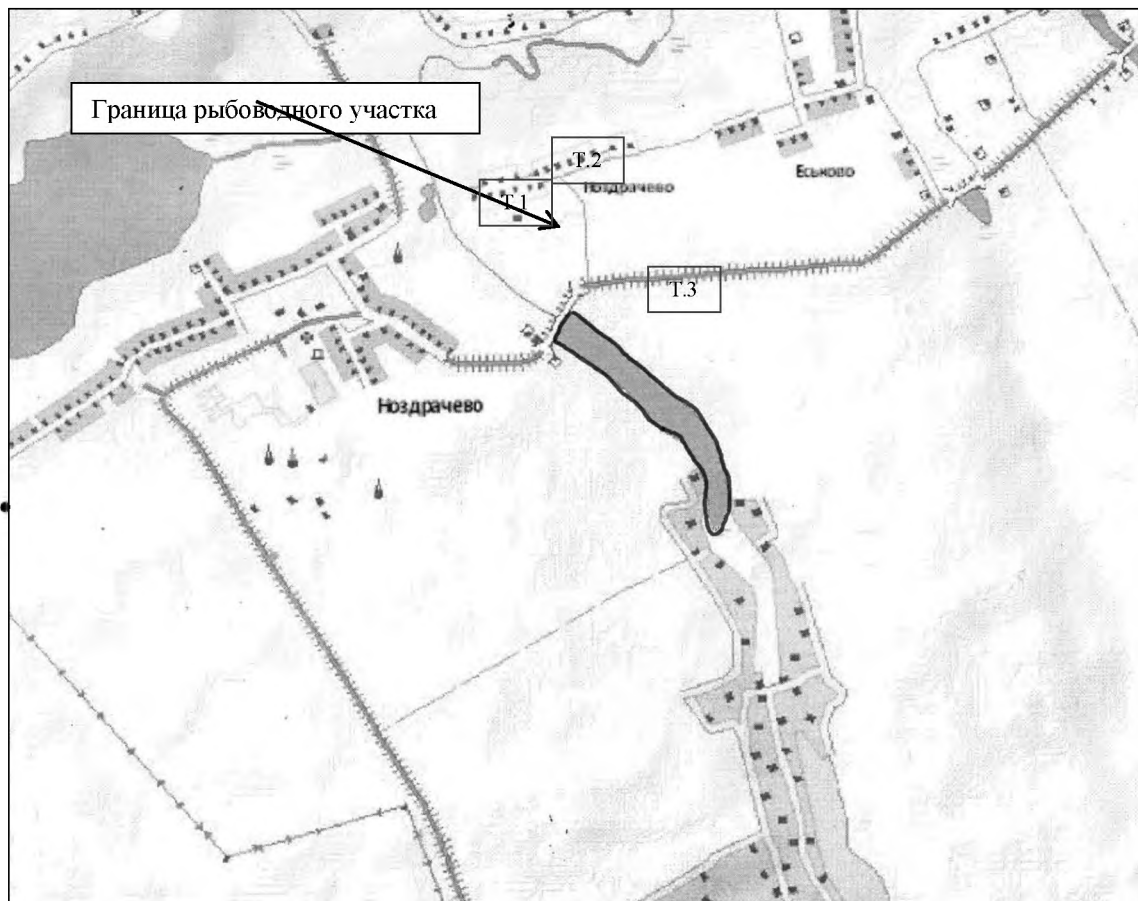 Граница рыбоводного участка
Т.2
Т.1
Ноздрачево
Еськово
Т.3
Ноздрачево